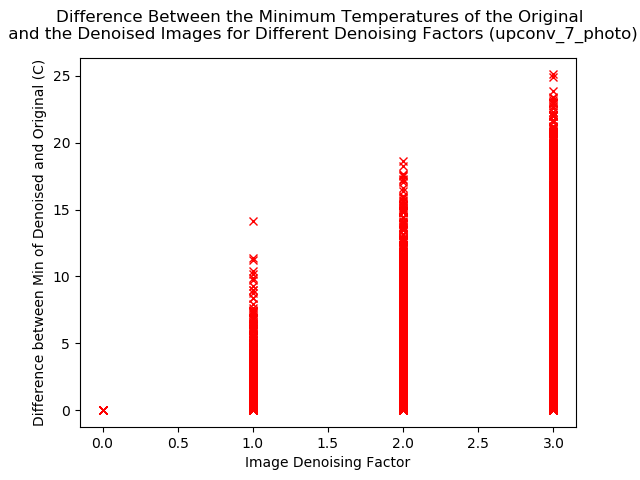 Difference Between the Minimum Temperatures of the Original
and the Denoised Images for Different Denoising Factors (upconv_7_photo)
Difference between Min of Denoised and Original (C)
25
20
15
10
5
0
0.0 0.5 1.0 1.5 2.0 2.5 3.0
Image Denoising Factor